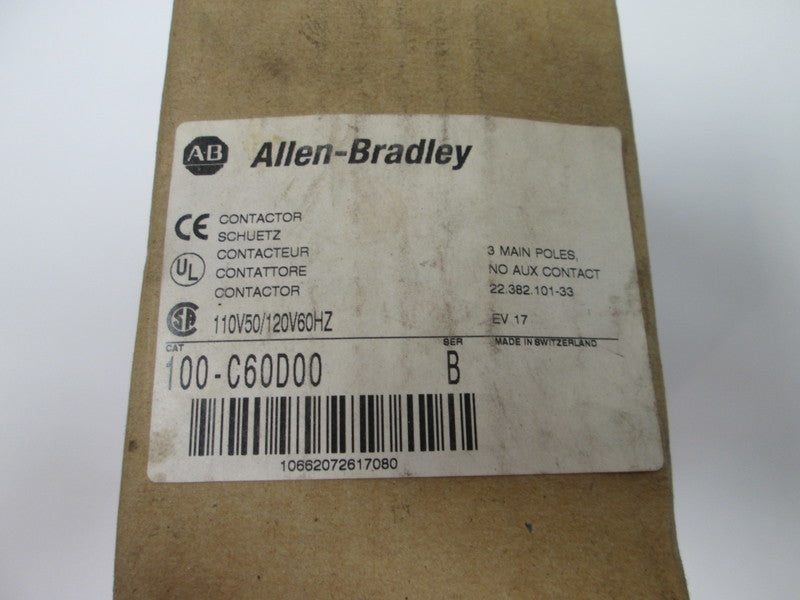 AB Allen-Bradley
CE CONTACTOR
SCHUETZ
UL CONTACTEUR
CONTATTORE
CONTACTOR
SA 110V50/120V60HZ
3 MAIN POLES,
NO AUX CONTACT
22.382.101-33
EV 17
CAT SER MADE IN SWITZERLAND
100-C60D00 B
10662072617080